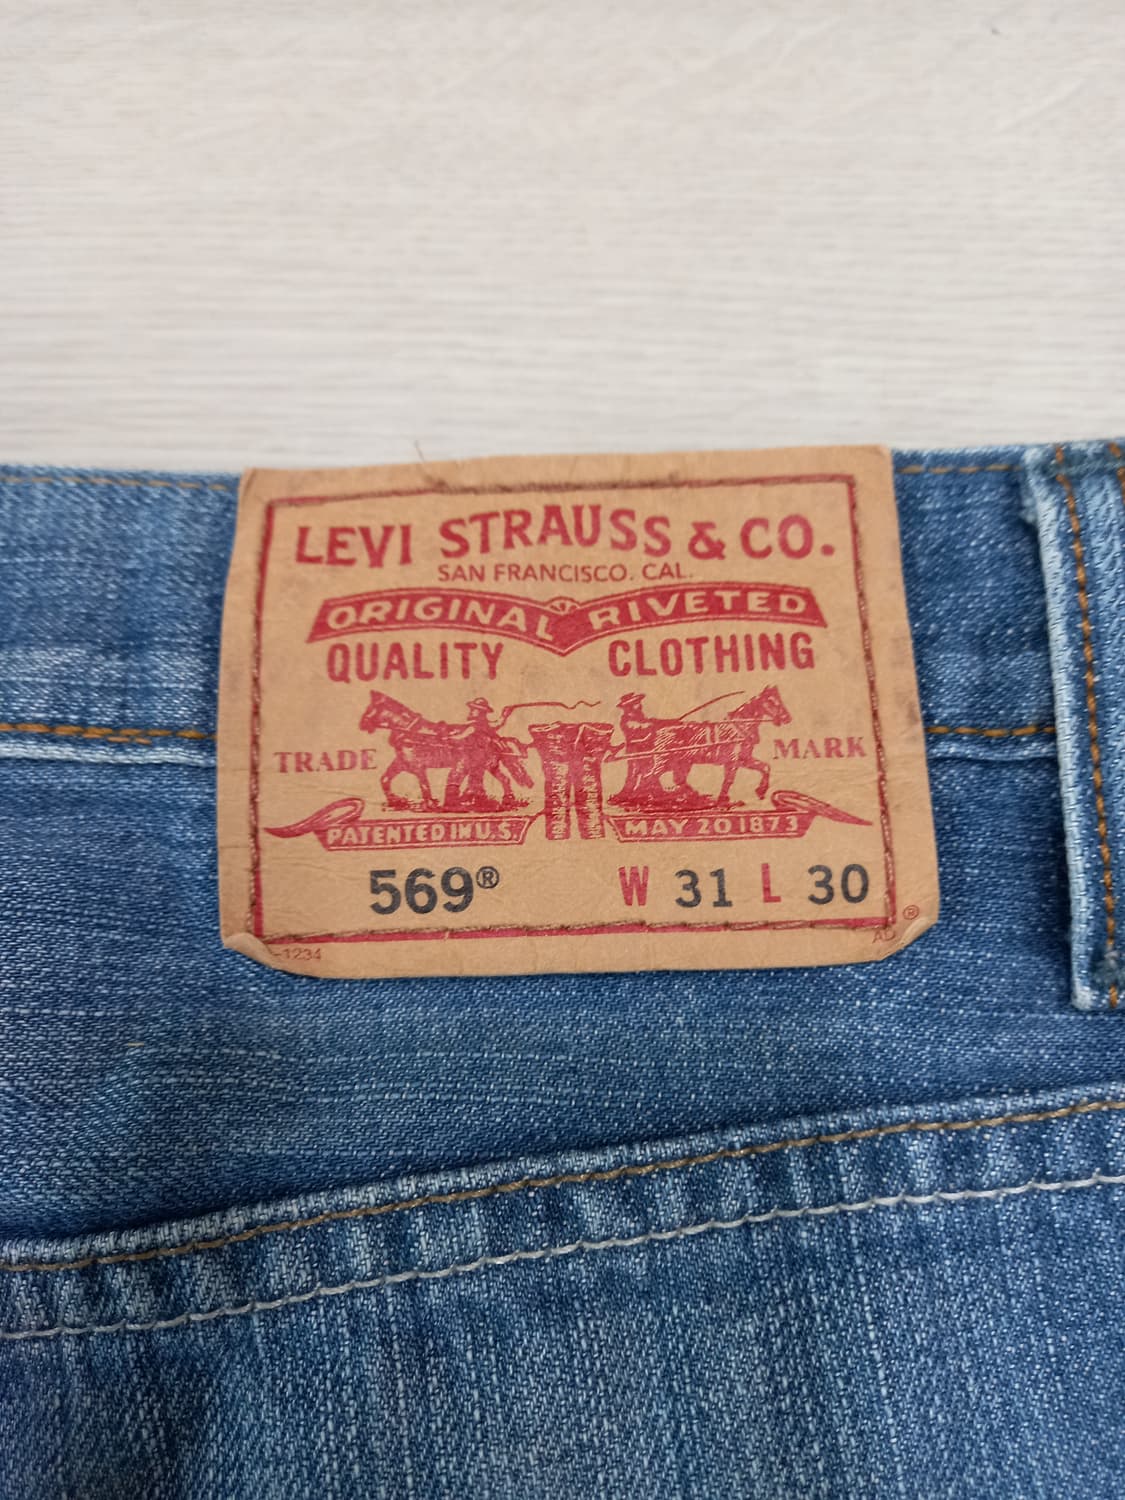 LEVI STRAUSS & CO.
SAN FRANCISCO, CAL.
ORIGINAL RIVETED
QUALITY CLOTHING
TRADE MARK
PATENTED IN U.S. MAY 20 1873
569® W 31 L 30
®
-1234